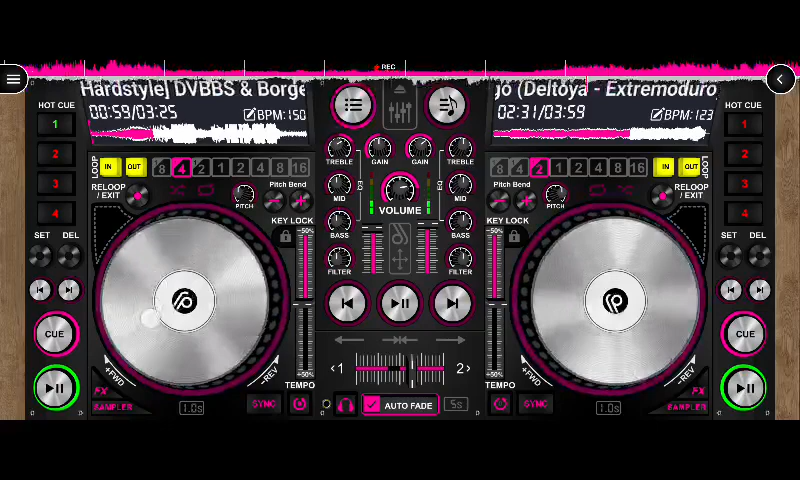 REC
Hardstyle] DVBBS & Borge
00:59/03:25
BPM:150
go (Deltoya - Extremoduro
02:31/03:59
BPM:123
HOT CUE
1
2
3
4
SET DEL
CUE
LOOP
IN OUT
/8 4 /2 1 2 4 8 16
RELOOP
/ EXIT
PITCH
Pitch Bend
KEY LOCK
-50%
+50%
TEMPO
+FWD
-REV
FX
SAMPLER
1.0s
SYNC
TREBLE
GAIN
GAIN
TREBLE
MID
EQ
VOLUME
EQ
MID
BASS
BASS
FILTER
FILTER
‹1
2›
AUTO FADE
5s
/8 /4 2 1 2 4 8 16
IN OUT
LOOP
Pitch Bend
PITCH
RELOOP
/ EXIT
KEY LOCK
-50%
+50%
TEMPO
+FWD
-REV
FX
SAMPLER
SYNC
1.0s
HOT CUE
1
2
3
4
SET DEL
CUE